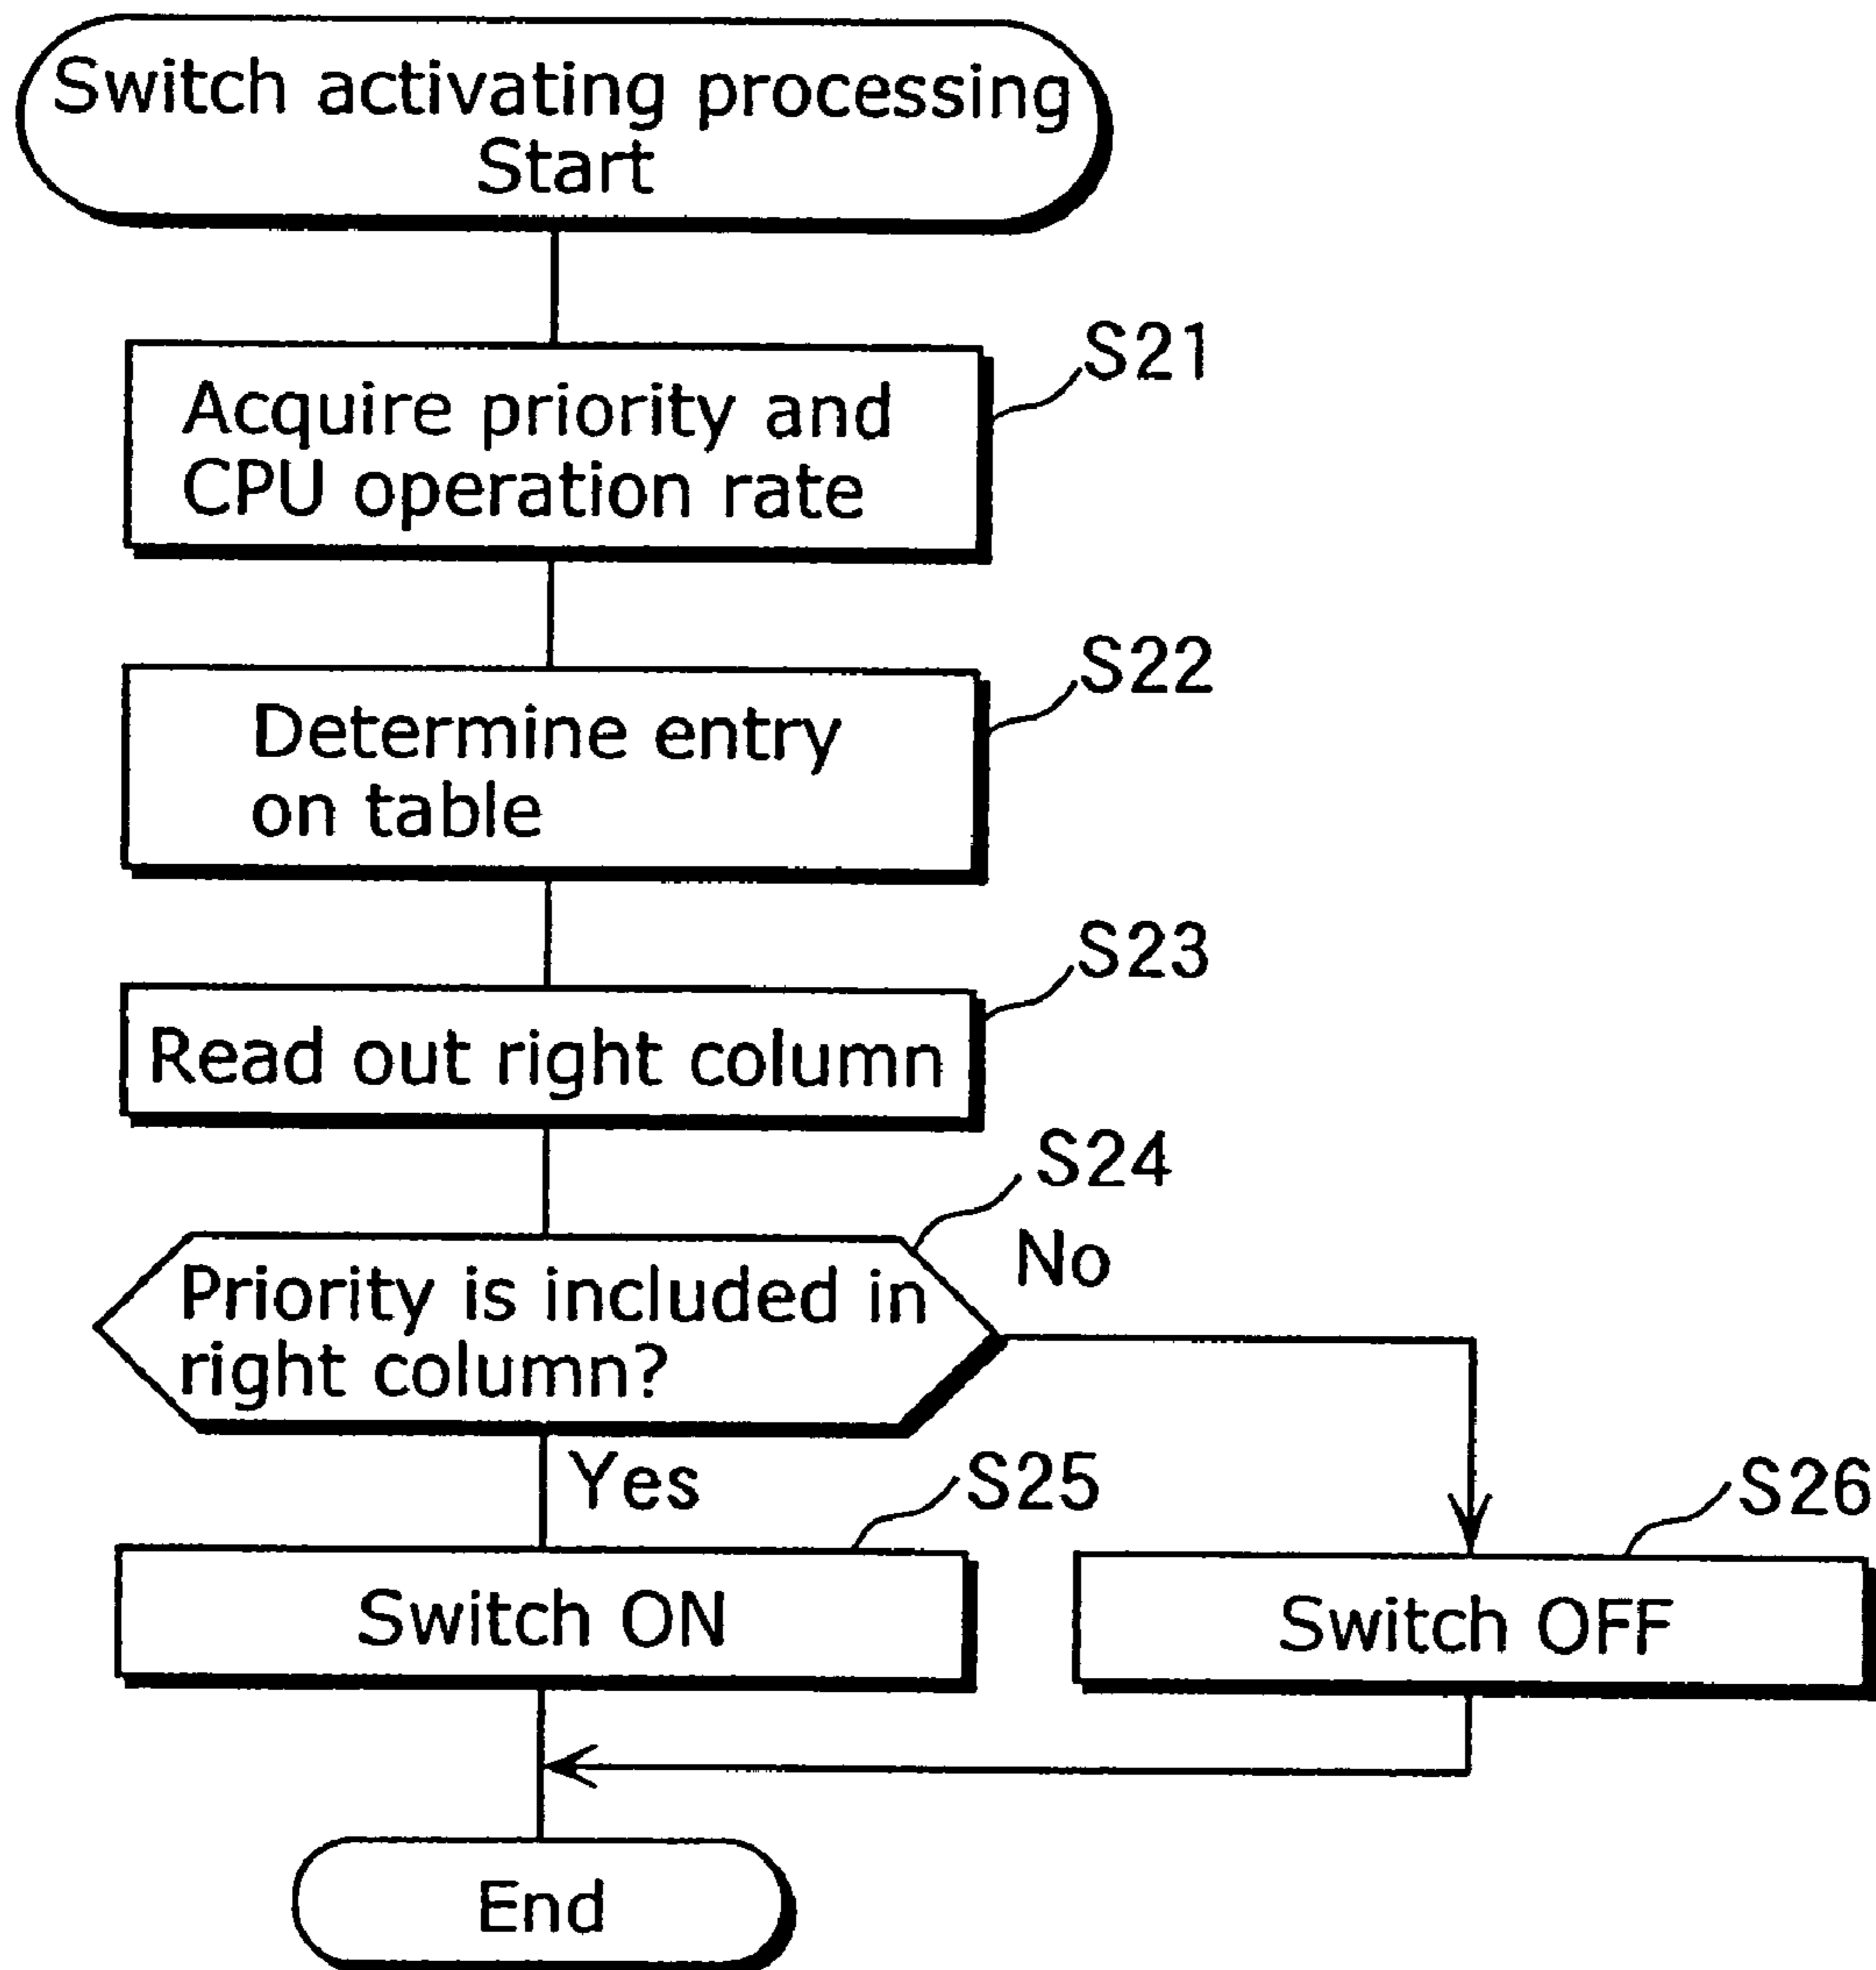 Switch activating processing
Start
S21
Acquire priority and
CPU operation rate
S22
Determine entry
on table
S23
Read out right column
S24
No
Priority is included in
right column?
Yes
S25
S26
Switch ON
Switch OFF
End